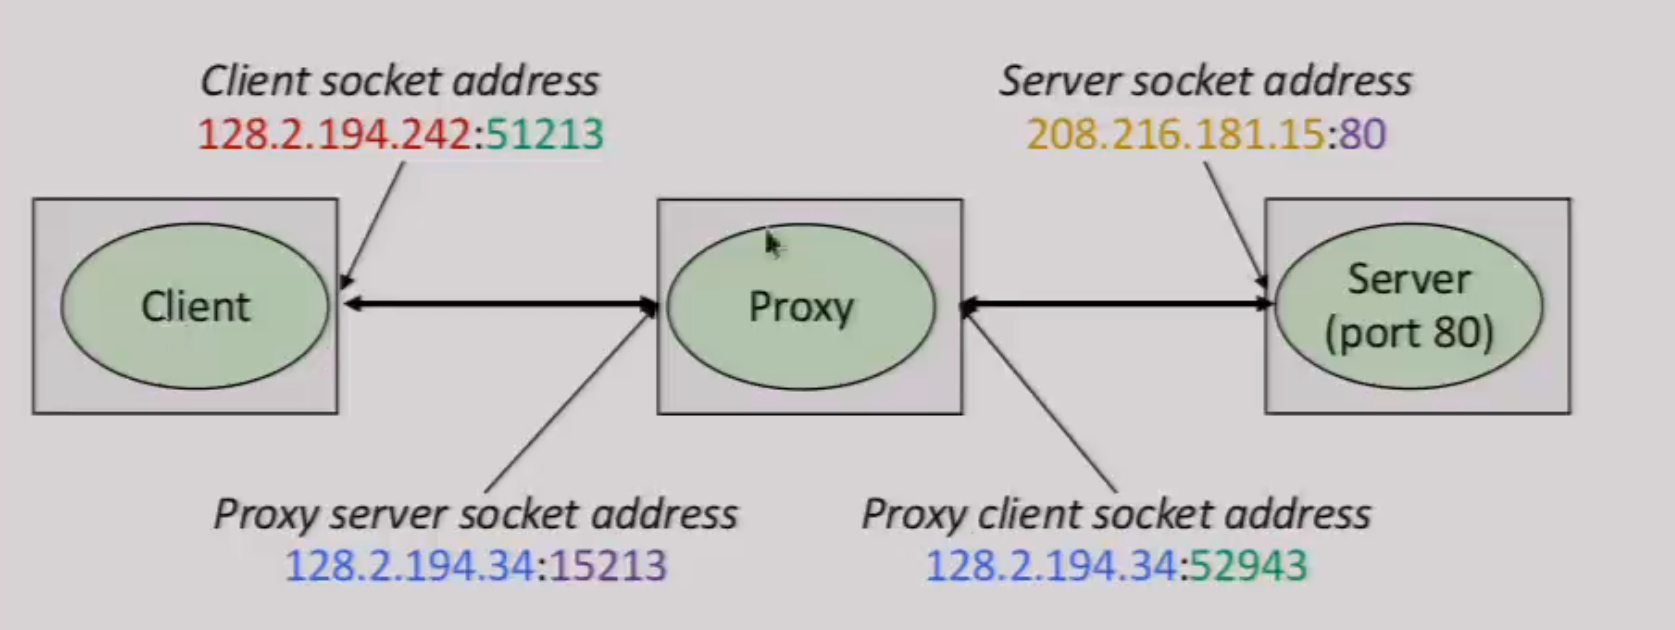 Client socket address
128.2.194.242:51213
Server socket address
208.216.181.15:80
Client
Proxy
Server
(port 80)
Proxy server socket address
128.2.194.34:15213
Proxy client socket address
128.2.194.34:52943